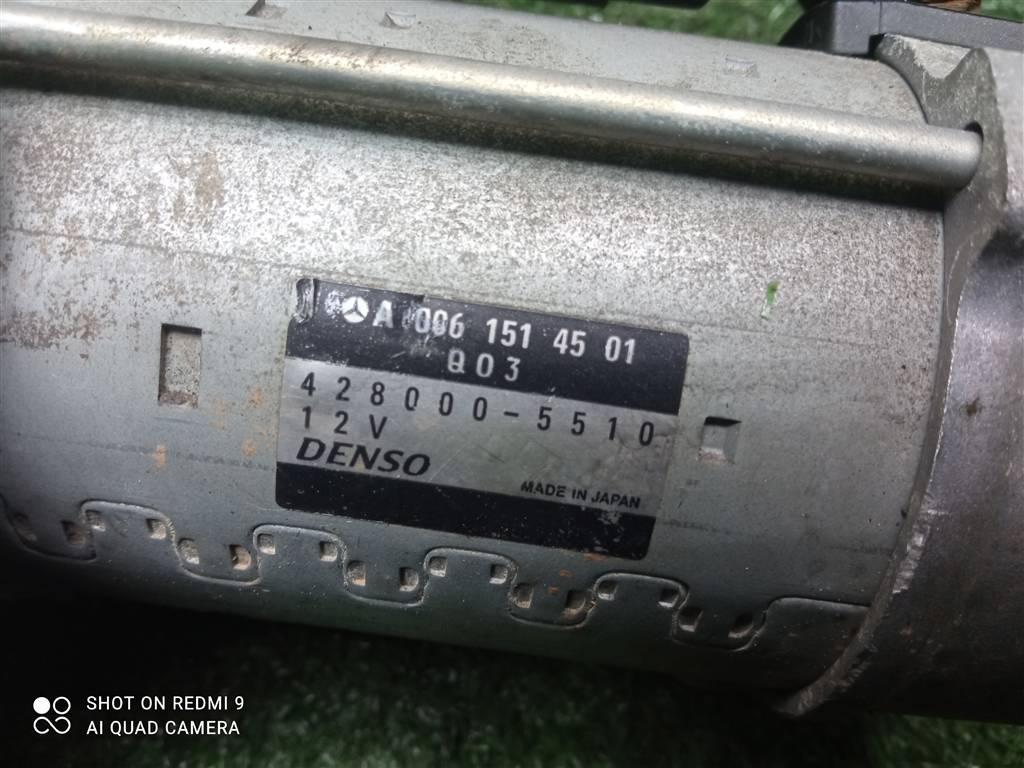 A 006 151 45 01
Q03
428000-5510
12V
DENSO
MADE IN JAPAN
SHOT ON REDMI 9
AI QUAD CAMERA